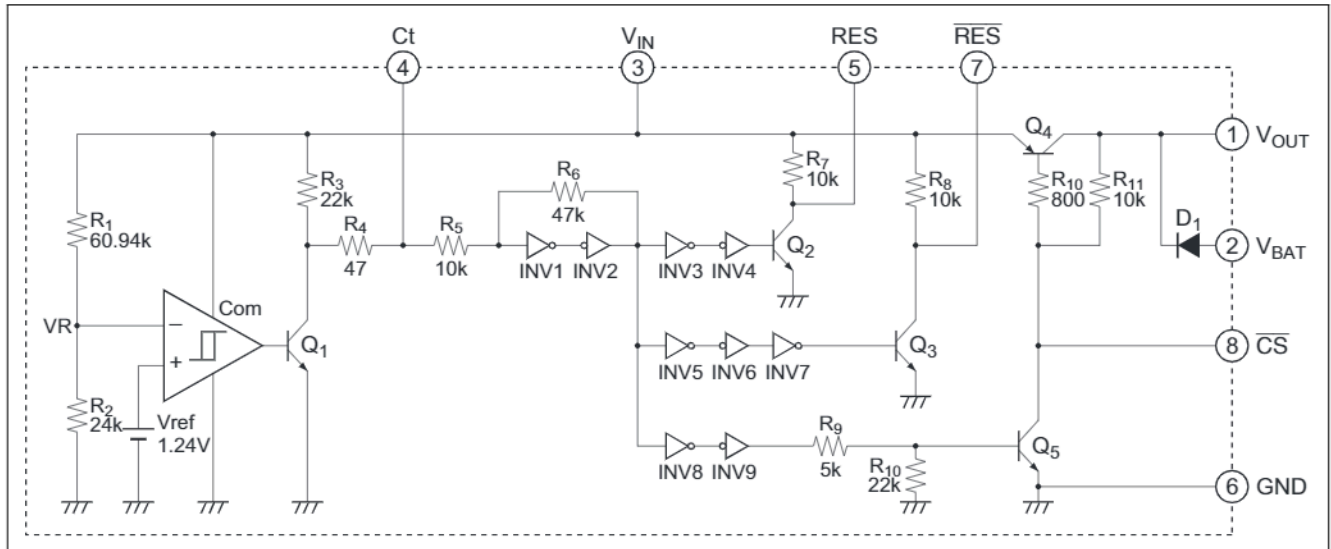 Ct
4
VIN
3
RES
5
RES
7
Q4
1 VOUT
R3
22k
R6
47k
R7
10k
R8
10k
R10
800
R11
10k
R1
60.94k
R4
47
R5
10k
INV1
INV2
INV3
INV4
Q2
D1
2 VBAT
VR
Com
−
+
Q1
INV5
INV6
INV7
Q3
8 CS
R2
24k
Vref
1.24V
INV8
INV9
R9
5k
R10
22k
Q5
6 GND